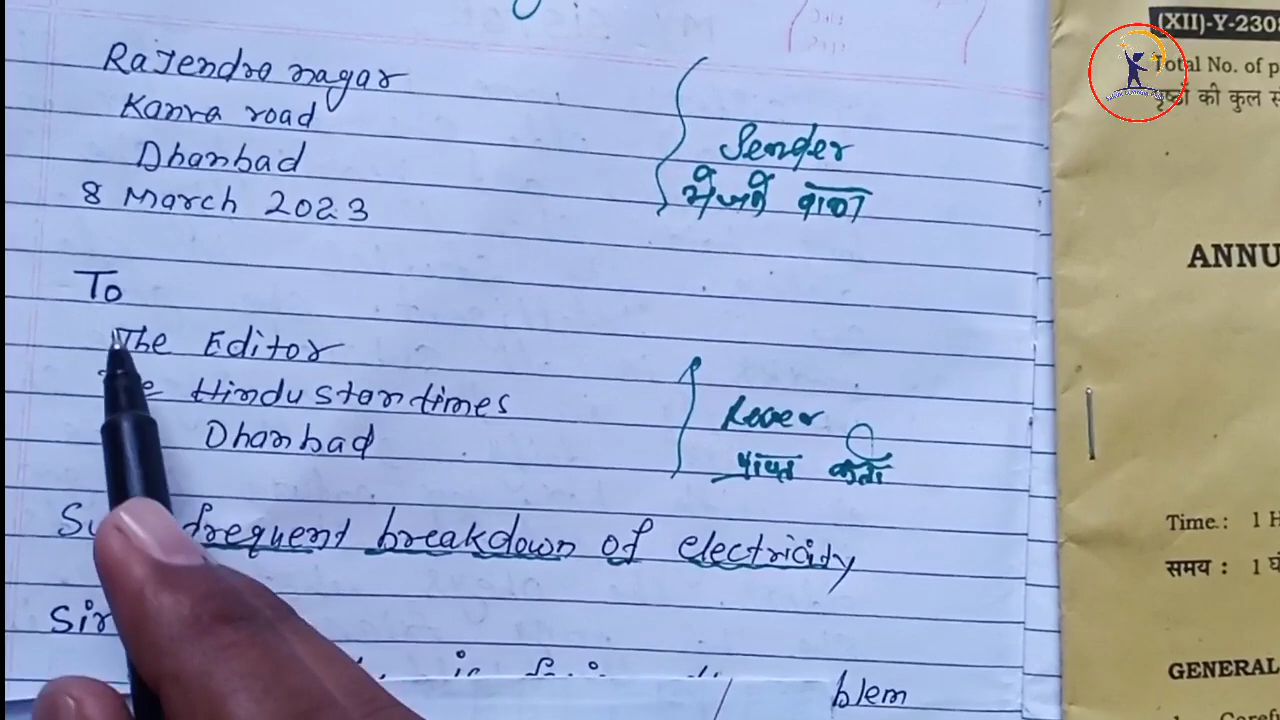 Rajendra nagar
Kanra road
Dhanbad
8 March 2023
Sender
भेजने वाला
To
The Editor
Hindustan times
Dhanbad
प्राप्त कर्ता
frequent breakdown of electricity
Sir
blem
(XII)-Y-230
Total No. of p
पृष्ठों की कुल सं
ANNU
Time : 1 H
समय : 1 घं
GENERAL